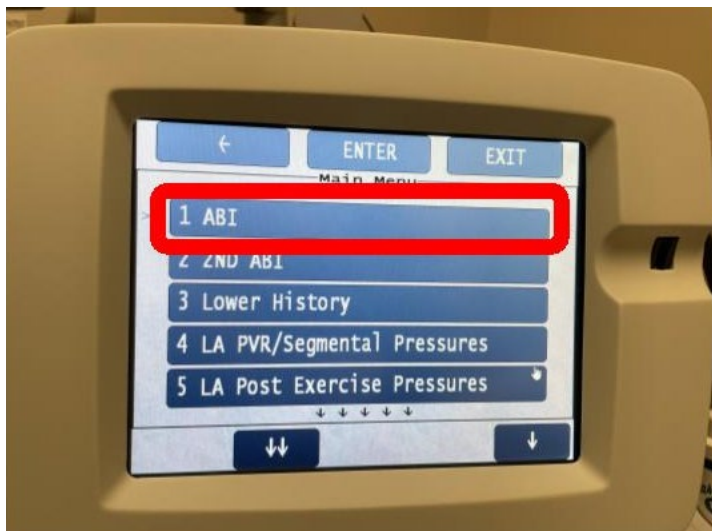 ← ENTER EXIT
Main Menu
> 1 ABI
2 2ND ABI
3 Lower History
4 LA PVR/Segmental Pressures
5 LA Post Exercise Pressures
↓ ↓ ↓ ↓ ↓
↓↓ ↓